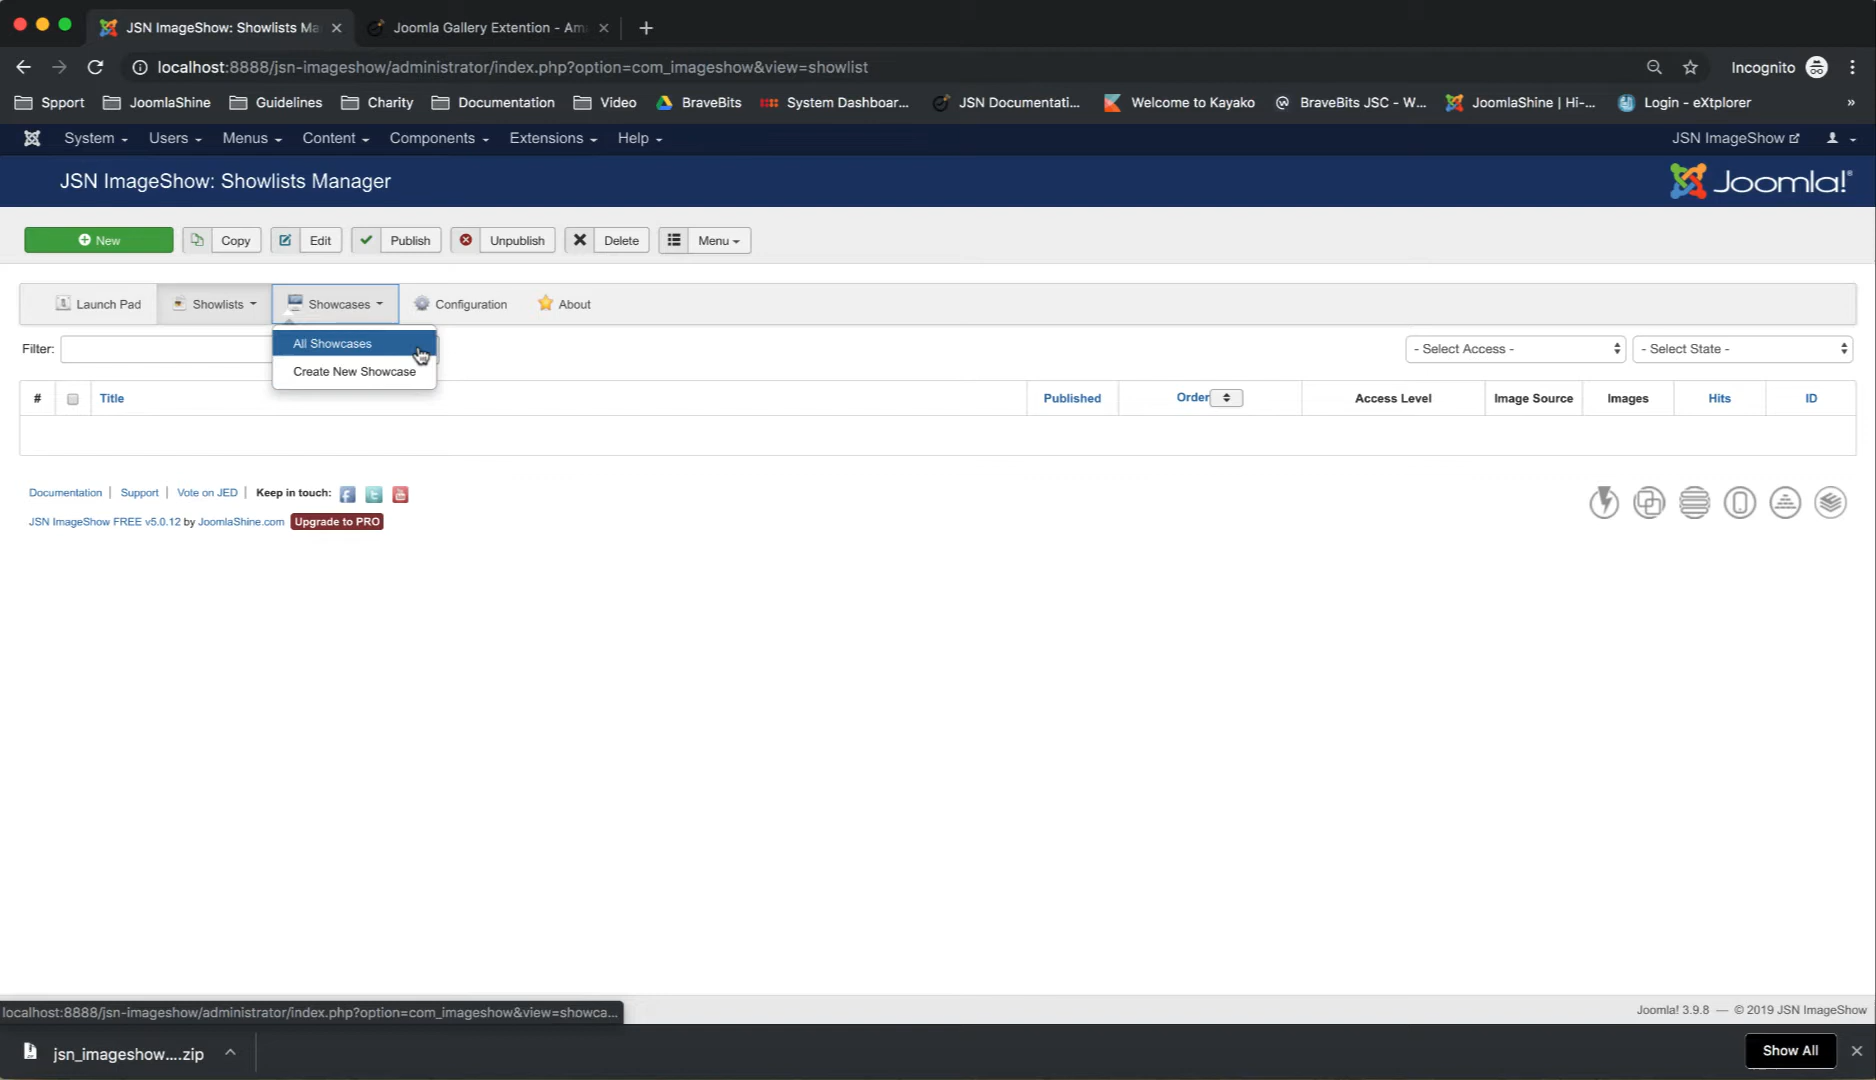 JSN ImageShow: Showlists Ma
Joomla Gallery Extention - Am
localhost:8888/jsn-imageshow/administrator/index.php?option=com_imageshow&view=showlist
Incognito
Spport JoomlaShine Guidelines Charity Documentation Video BraveBits System Dashboar... JSN Documentati... Welcome to Kayako BraveBits JSC - W... JoomlaShine | Hi-... Login - eXtplorer »
System Users Menus Content Components Extensions Help JSN ImageShow
JSN ImageShow: Showlists Manager
Joomla!®
New Copy Edit Publish Unpublish Delete Menu
Launch Pad Showlists Showcases Configuration About
All Showcases
Create New Showcase
Filter:
- Select Access - - Select State -
# Title Published Order Access Level Image Source Images Hits ID
Documentation | Support | Vote on JED | Keep in touch:
JSN ImageShow FREE v5.0.12 by JoomlaShine.com Upgrade to PRO
localhost:8888/jsn-imageshow/administrator/index.php?option=com_imageshow&view=showca...
Joomla! 3.9.8 — © 2019 JSN ImageShow
jsn_imageshow....zip
Show All